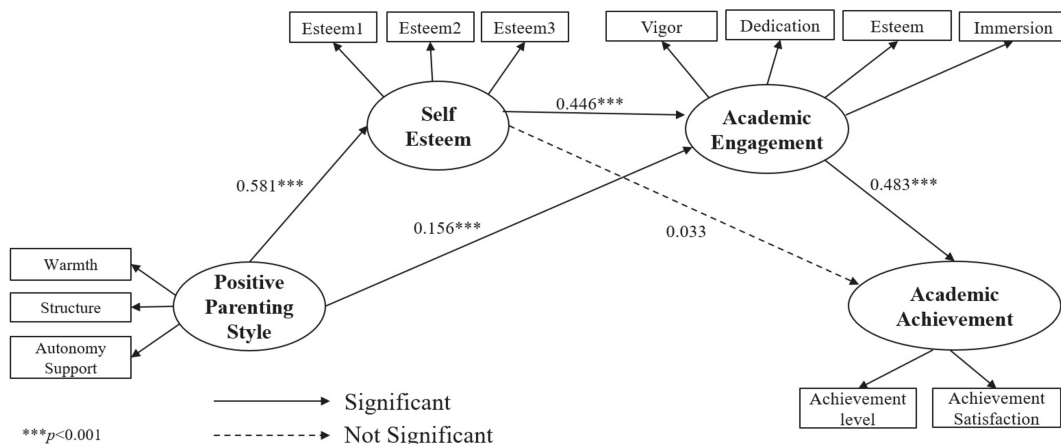 Esteem1
Esteem2
Esteem3
Vigor
Dedication
Esteem
Immersion
Self
Esteem
0.446***
Academic
Engagement
0.581***
0.156***
0.483***
0.033
Warmth
Structure
Autonomy
Support
Positive
Parenting
Style
Academic
Achievement
Achievement
level
Achievement
Satisfaction
Significant
Not Significant
***p<0.001